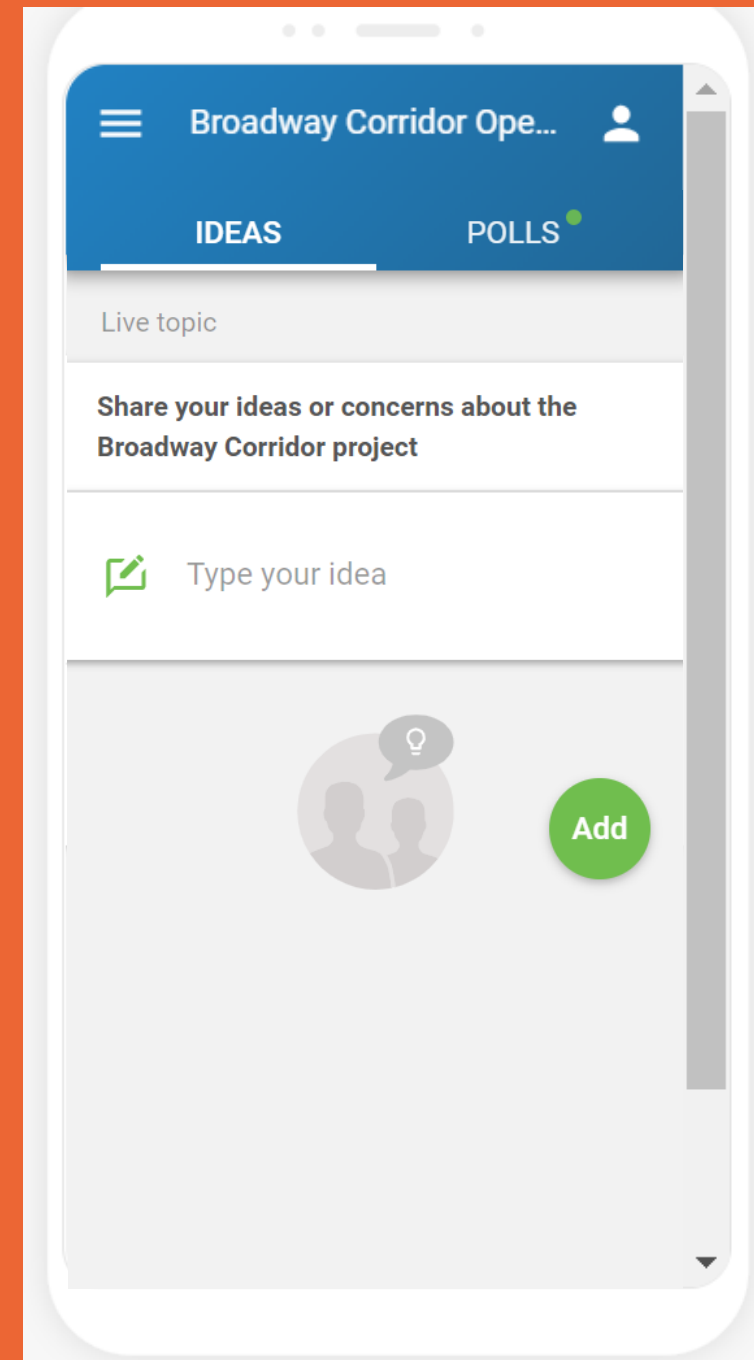 Broadway Corridor Ope...
IDEAS
POLLS
Live topic
Share your ideas or concerns about the
Broadway Corridor project
Type your idea
Add